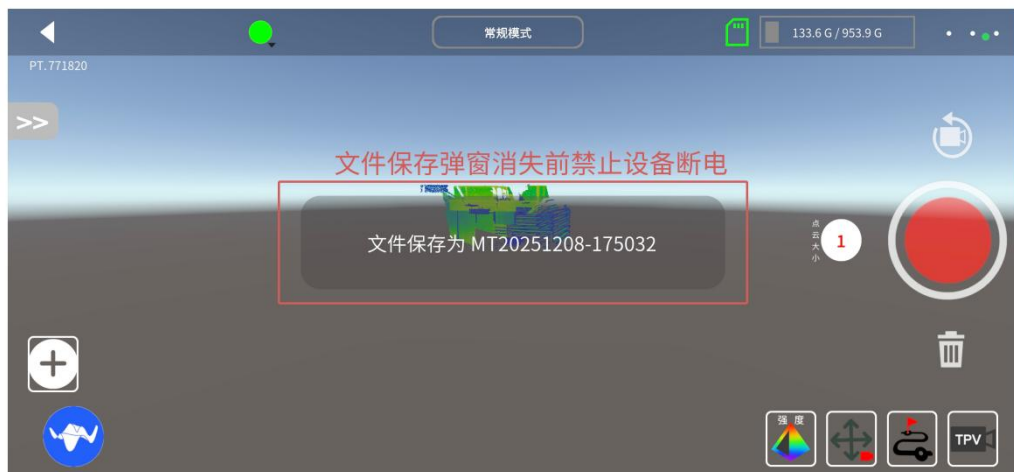 常规模式
133.6 G / 953.9 G
PT.771820
>>
文件保存弹窗消失前禁止设备断电
文件保存为 MT20251208-175032
点云大小
1
强度
TPV